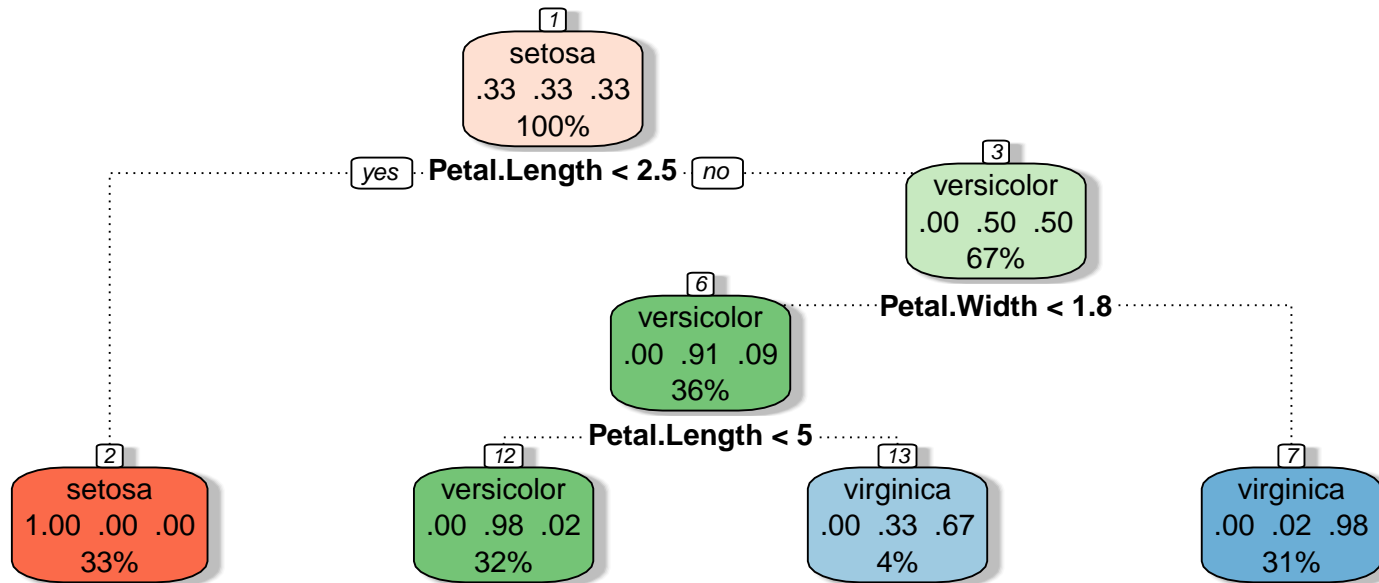 1
setosa
.33 .33 .33
100%
yes Petal.Length < 2.5 no
3
versicolor
.00 .50 .50
67%
Petal.Width < 1.8
6
versicolor
.00 .91 .09
36%
Petal.Length < 5
2
setosa
1.00 .00 .00
33%
12
versicolor
.00 .98 .02
32%
13
virginica
.00 .33 .67
4%
7
virginica
.00 .02 .98
31%